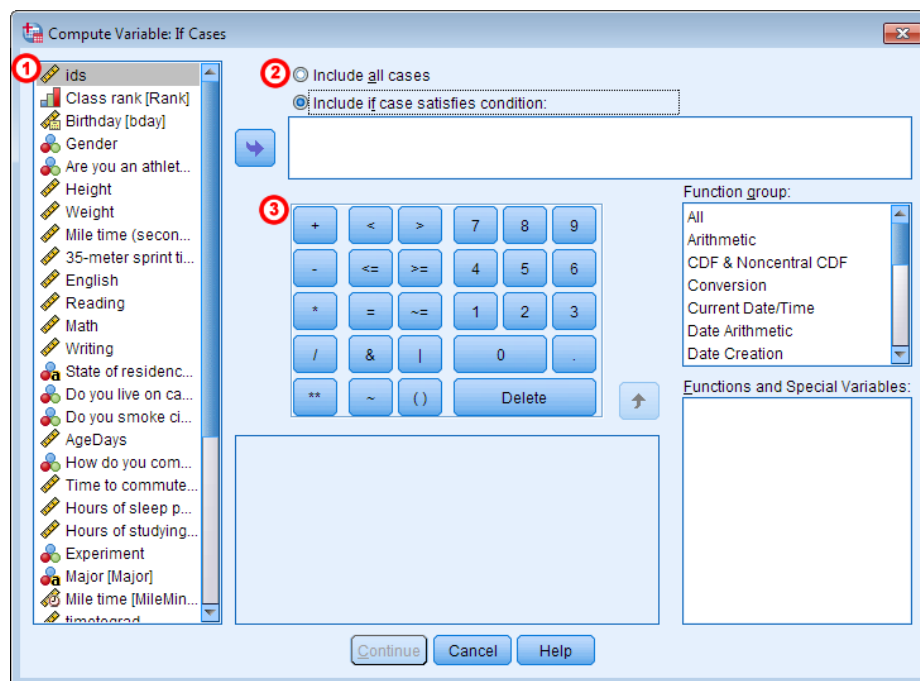 Compute Variable: If Cases
1
ids
Class rank [Rank]
Birthday [bday]
Gender
Are you an athlet...
Height
Weight
Mile time (secon...
35-meter sprint ti...
English
Reading
Math
Writing
State of residenc...
Do you live on ca...
Do you smoke ci...
AgeDays
How do you com...
Time to commute...
Hours of sleep p...
Hours of studying...
Experiment
Major [Major]
Mile time [MileMin...
timetograd
2
Include all cases
Include if case satisfies condition:
3
+ < > 7 8 9
- <= >= 4 5 6
* = ~= 1 2 3
/ & | 0 .
** ~ ( ) Delete
Function group:
All
Arithmetic
CDF & Noncentral CDF
Conversion
Current Date/Time
Date Arithmetic
Date Creation
Functions and Special Variables:
Continue Cancel Help